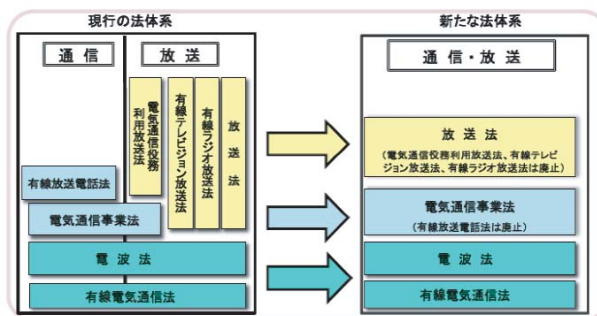 現行の法体系
通信
放送
電気通信役務
利用放送法
有線テレビジョン放送法
有線ラジオ放送法
放送法
有線放送電話法
電気通信事業法
電波法
有線電気通信法
新たな法体系
通信・放送
放送法
(電気通信役務利用放送法、有線テレビ
ジョン放送法、有線ラジオ放送法は廃止)
電気通信事業法
(有線放送電話法は廃止)
電波法
有線電気通信法